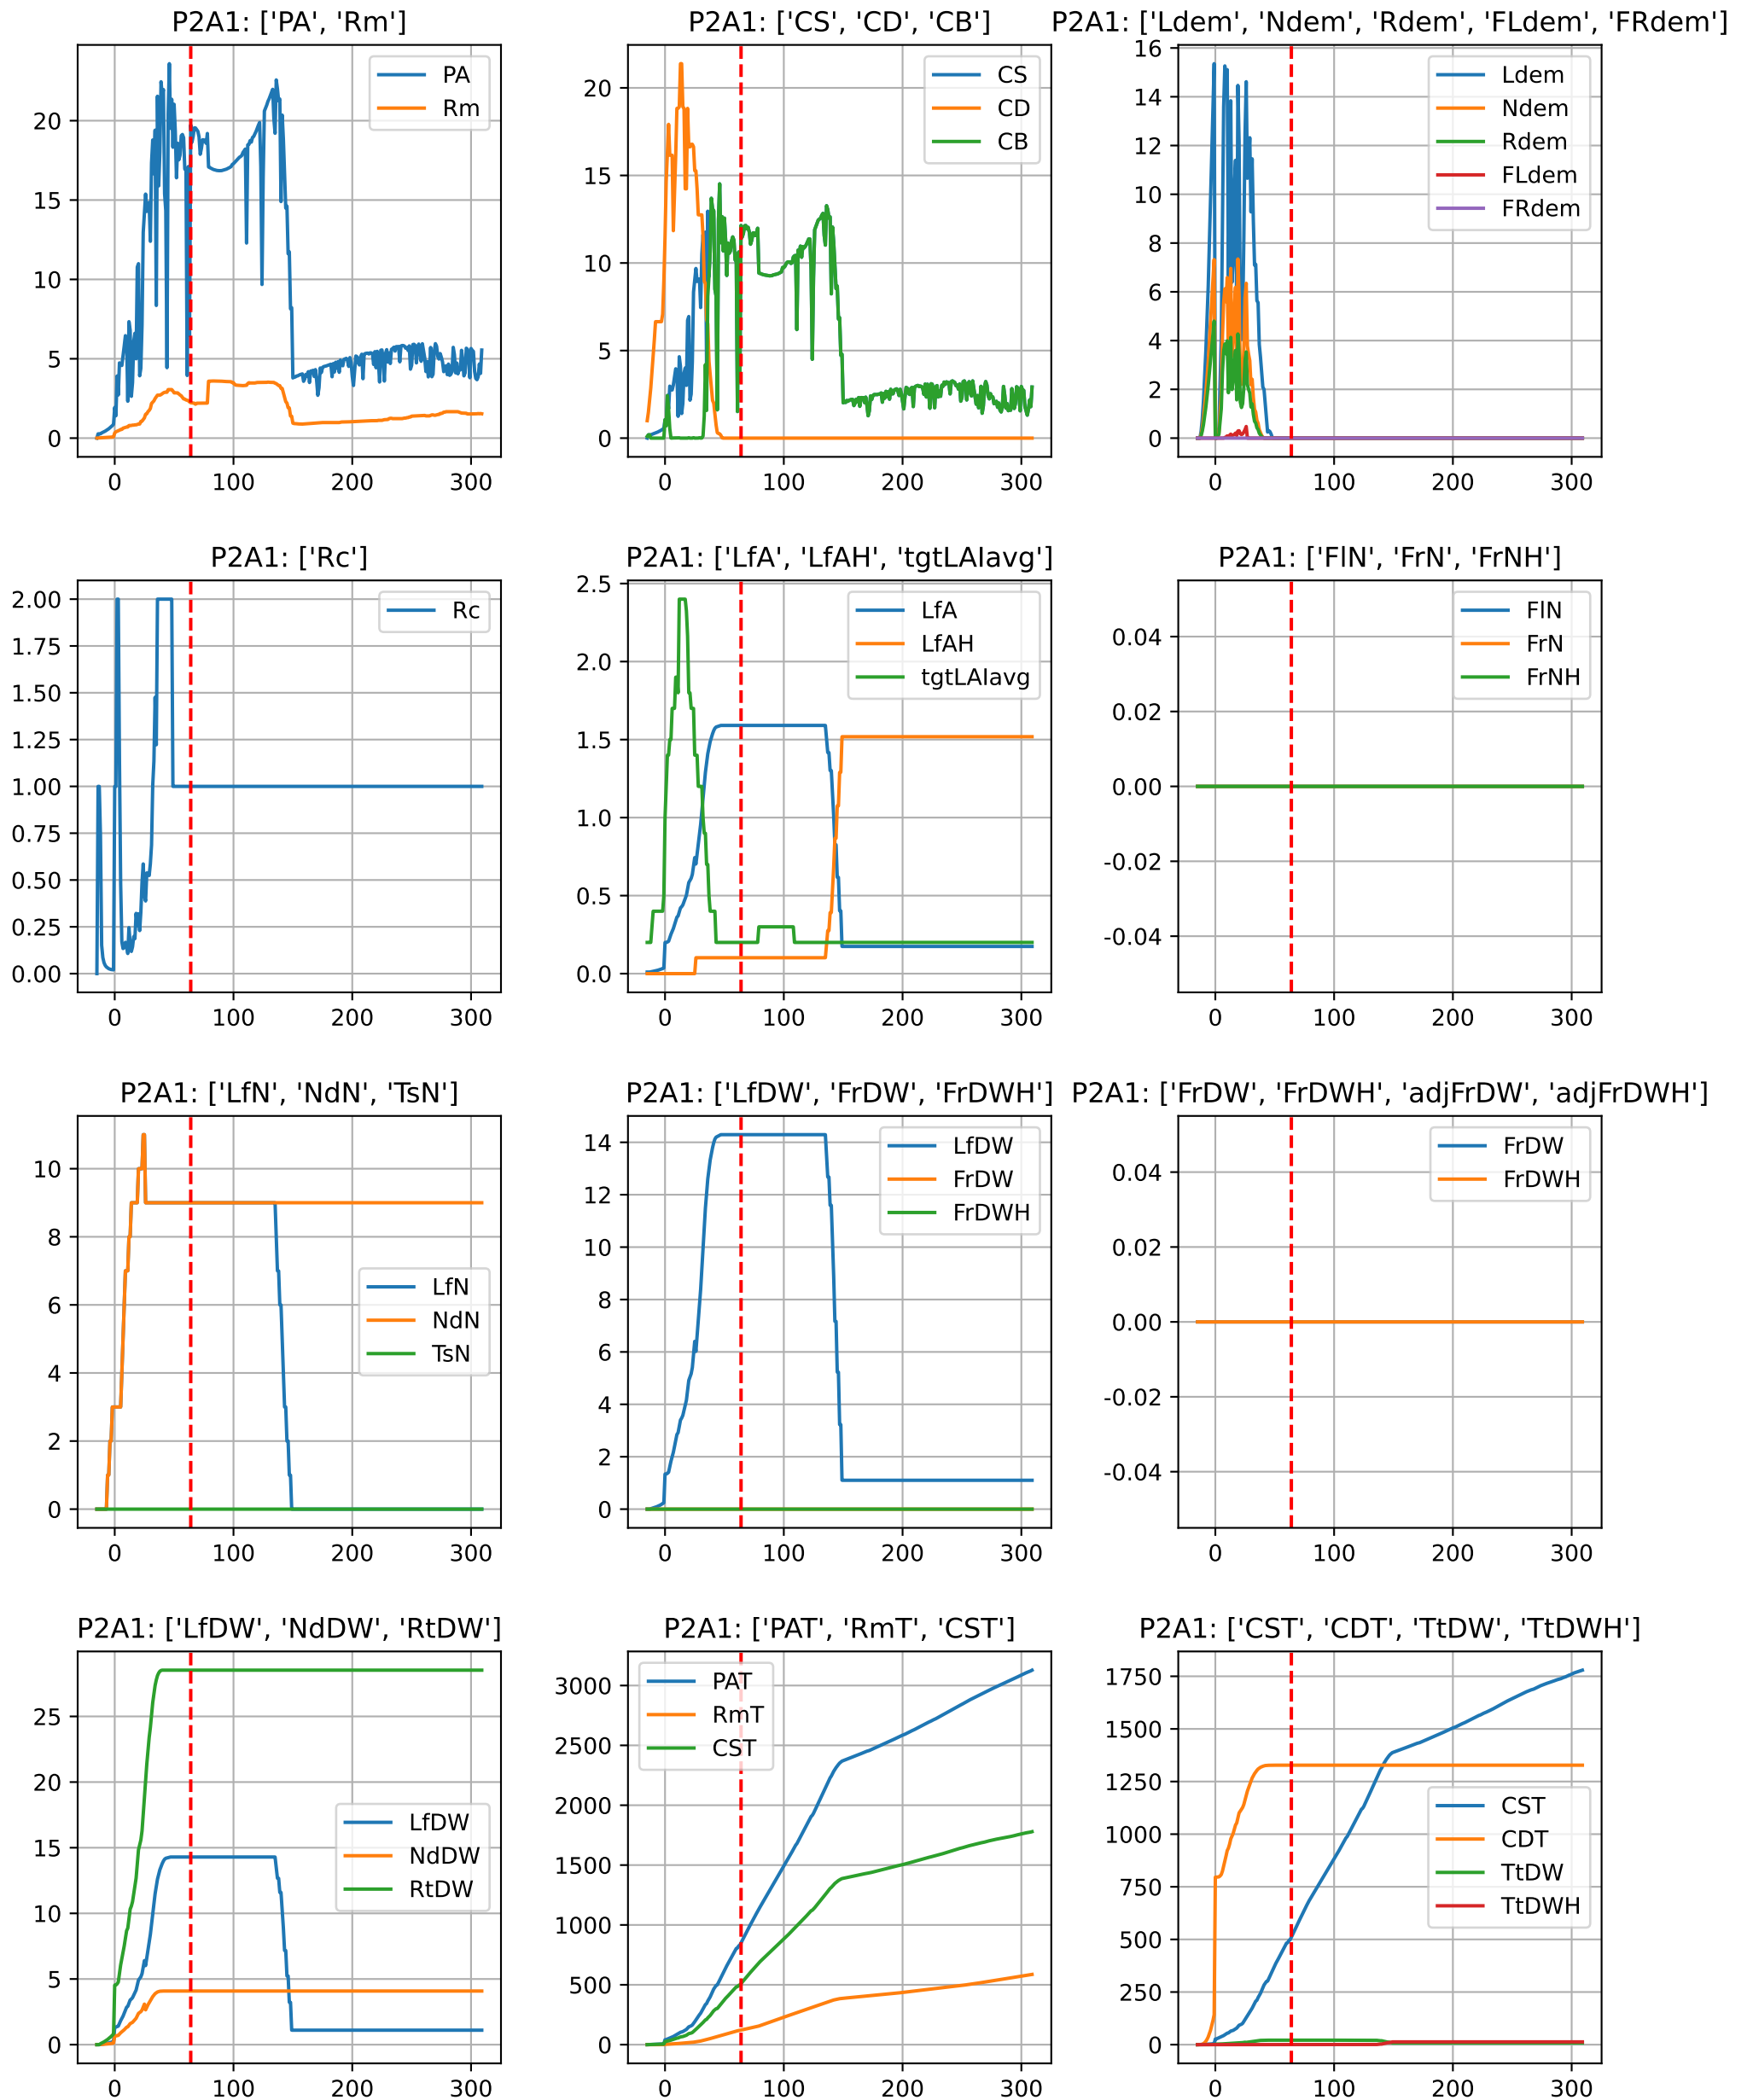 P2A1: ['PA', 'Rm']
PA
Rm
20
15
10
5
0
0 100 200 300
P2A1: ['CS', 'CD', 'CB']
CS
CD
CB
20
15
10
5
0
0 100 200 300
P2A1: ['Ldem', 'Ndem', 'Rdem', 'FLdem', 'FRdem']
Ldem
Ndem
Rdem
FLdem
FRdem
16
14
12
10
8
6
4
2
0
0 100 200 300
P2A1: ['Rc']
Rc
2.00
1.75
1.50
1.25
1.00
0.75
0.50
0.25
0.00
0 100 200 300
P2A1: ['LfA', 'LfAH', 'tgtLAIavg']
LfA
LfAH
tgtLAIavg
2.5
2.0
1.5
1.0
0.5
0.0
0 100 200 300
P2A1: ['FlN', 'FrN', 'FrNH']
FlN
FrN
FrNH
0.04
0.02
0.00
-0.02
-0.04
0 100 200 300
P2A1: ['LfN', 'NdN', 'TsN']
LfN
NdN
TsN
10
8
6
4
2
0
0 100 200 300
P2A1: ['LfDW', 'FrDW', 'FrDWH']
LfDW
FrDW
FrDWH
14
12
10
8
6
4
2
0
0 100 200 300
P2A1: ['FrDW', 'FrDWH', 'adjFrDW', 'adjFrDWH']
FrDW
FrDWH
0.04
0.02
0.00
-0.02
-0.04
0 100 200 300
P2A1: ['LfDW', 'NdDW', 'RtDW']
LfDW
NdDW
RtDW
25
20
15
10
5
0
0 100 200 300
P2A1: ['PAT', 'RmT', 'CST']
PAT
RmT
CST
3000
2500
2000
1500
1000
500
0
0 100 200 300
P2A1: ['CST', 'CDT', 'TtDW', 'TtDWH']
CST
CDT
TtDW
TtDWH
1750
1500
1250
1000
750
500
250
0
0 100 200 300